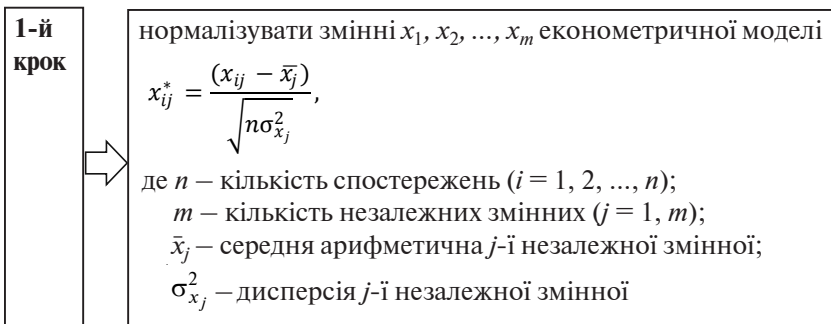 1-й
крок
нормалізувати змінні x₁, x₂, ..., xₘ економетричної моделі
x*ᵢⱼ = (xᵢⱼ − x̄ⱼ) / √(nσ²ₓⱼ),
де n – кількість спостережень (i = 1, 2, ..., n);
m – кількість незалежних змінних (j = 1, m);
x̄ⱼ – середня арифметична j-ї незалежної змінної;
σ²ₓⱼ – дисперсія j-ї незалежної змінної